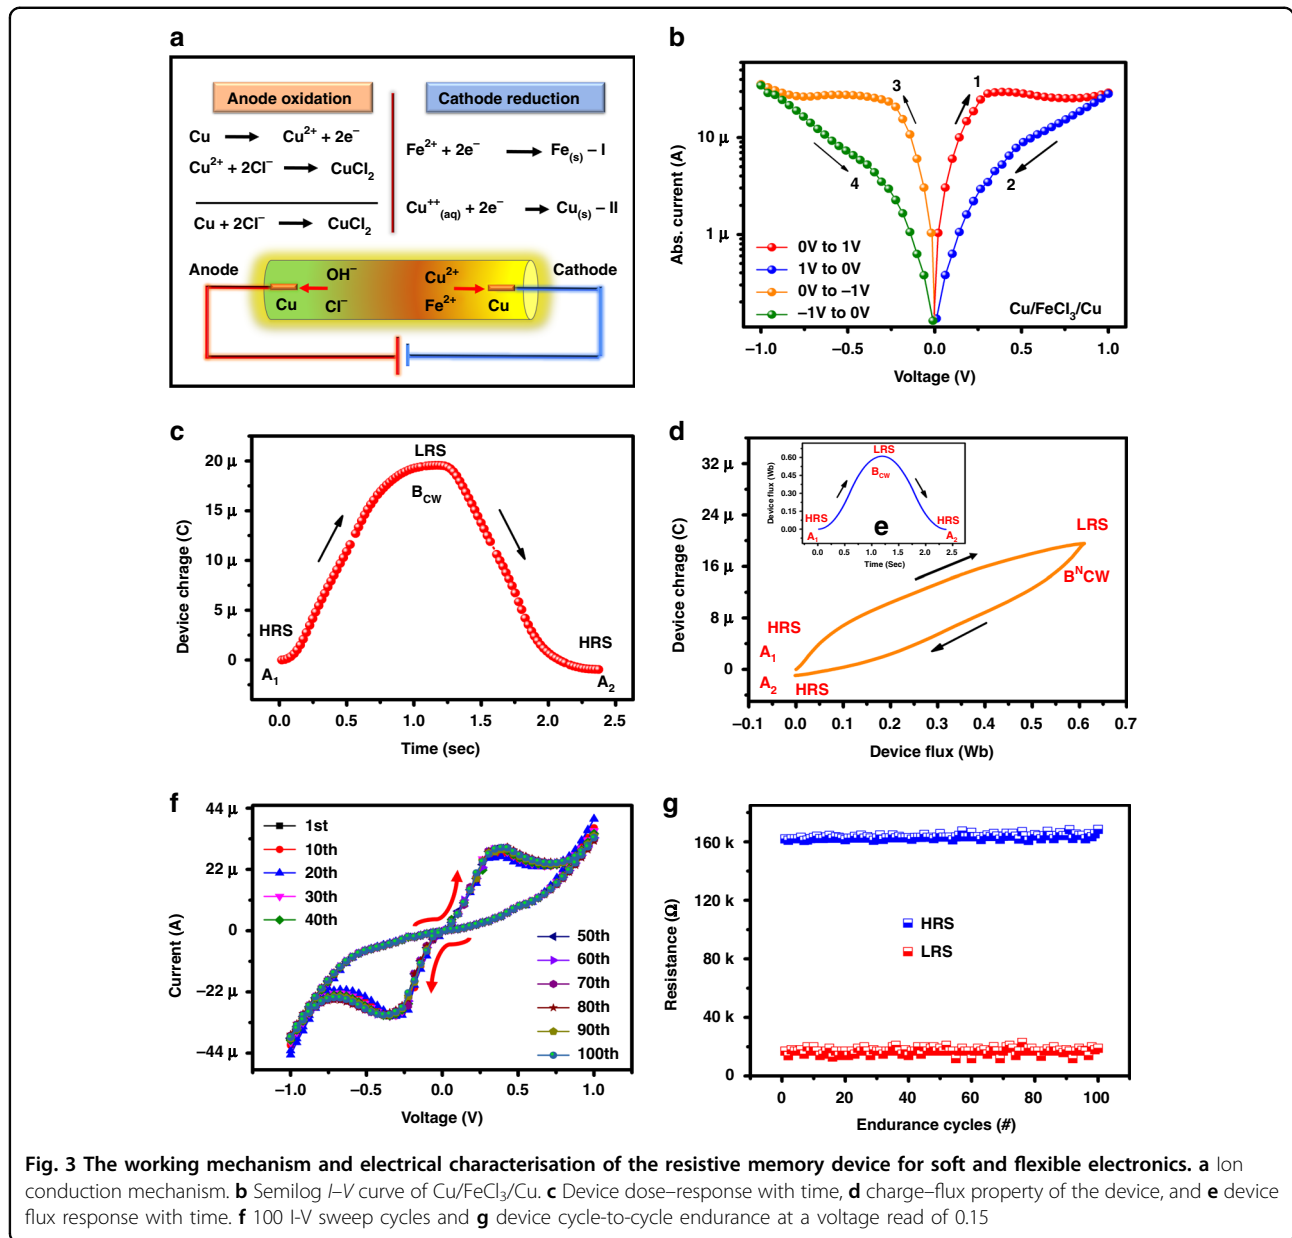 a
Anode oxidation
Cathode reduction
Cu ⟶ Cu²⁺ + 2e⁻
Cu²⁺ + 2Cl⁻ ⟶ CuCl₂
Cu + 2Cl⁻ ⟶ CuCl₂
Fe²⁺ + 2e⁻ ⟶ Fe₍s₎ – I
Cu⁺⁺₍aq₎ + 2e⁻ ⟶ Cu₍s₎ – II
Anode
Cathode
OH⁻
Cu²⁺
Cu
Cl⁻
Fe²⁺
Cu
b
Abs. current (A)
10 µ
1 µ
3
1
4
2
0V to 1V
1V to 0V
0V to –1V
–1V to 0V
Cu/FeCl₃/Cu
–1.0 –0.5 0.0 0.5 1.0
Voltage (V)
c
Device chrage (C)
20 µ
15 µ
10 µ
5 µ
0
LRS
B_CW
HRS
A₁
HRS
A₂
0.0 0.5 1.0 1.5 2.0 2.5
Time (sec)
d
Device chrage (C)
32 µ
24 µ
16 µ
8 µ
0
LRS
BᴺCW
HRS
A₁
A₂
HRS
–0.1 0.0 0.1 0.2 0.3 0.4 0.5 0.6 0.7
Device flux (Wb)
e
Device flux (Wb)
0.60
0.45
0.30
0.15
0.00
LRS
B_CW
HRS
A₁
HRS
A₂
0.0 0.5 1.0 1.5 2.0 2.5
Time (Sec)
f
Current (A)
44 µ
22 µ
0
–22 µ
–44 µ
1st
10th
20th
30th
40th
50th
60th
70th
80th
90th
100th
–1.0 –0.5 0.0 0.5 1.0
Voltage (V)
g
Resistance (Ω)
160 k
120 k
80 k
40 k
0
HRS
LRS
0 20 40 60 80 100
Endurance cycles (#)
Fig. 3 The working mechanism and electrical characterisation of the resistive memory device for soft and flexible electronics. a Ion
conduction mechanism. b Semilog I–V curve of Cu/FeCl₃/Cu. c Device dose–response with time, d charge–flux property of the device, and e device
flux response with time. f 100 I-V sweep cycles and g device cycle-to-cycle endurance at a voltage read of 0.15